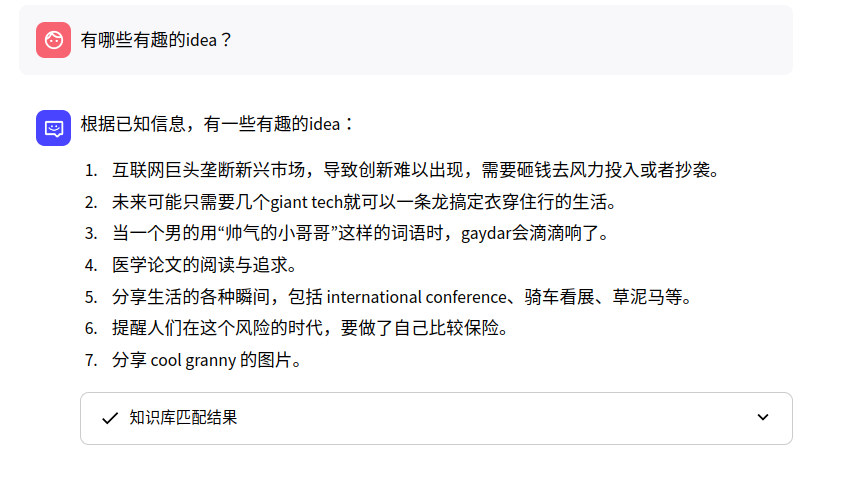 有哪些有趣的idea？
根据已知信息，有一些有趣的idea：
1. 互联网巨头垄断新兴市场，导致创新难以出现，需要砸钱去风力投入或者抄袭。
2. 未来可能只需要几个giant tech就可以一条龙搞定衣穿住行的生活。
3. 当一个男的用“帅气的小哥哥”这样的词语时，gaydar会滴滴响了。
4. 医学论文的阅读与追求。
5. 分享生活的各种瞬间，包括 international conference、骑车看展、草泥马等。
6. 提醒人们在这个风险的时代，要做了自己比较保险。
7. 分享 cool granny 的图片。
知识库匹配结果